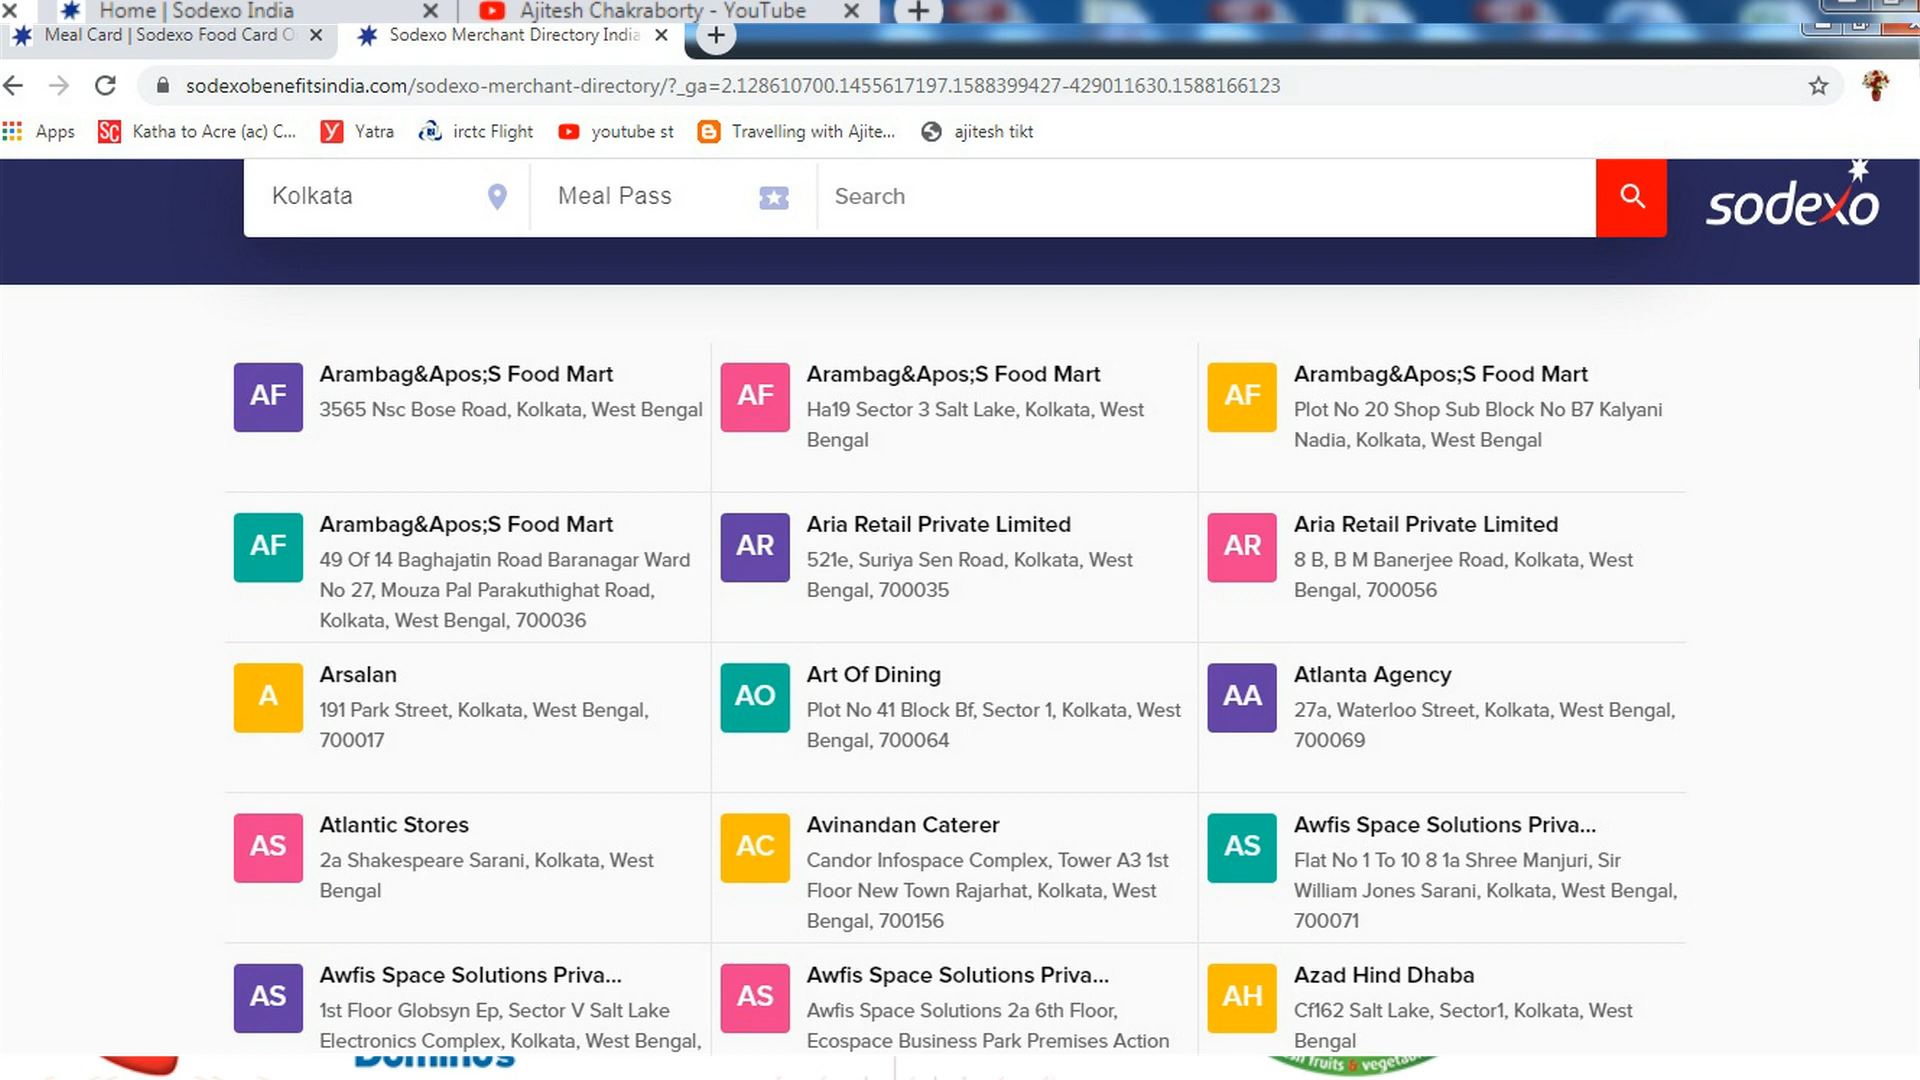 Home | Sodexo India
Ajitesh Chakraborty - YouTube
Meal Card | Sodexo Food Card O
Sodexo Merchant Directory India
sodexobenefitsindia.com/sodexo-merchant-directory/?_ga=2.128610700.1455617197.1588399427-429011630.1588166123
Apps
SC Katha to Acre (ac) C...
Yatra
irctc Flight
youtube st
Travelling with Ajite...
ajitesh tikt
Kolkata
Meal Pass
Search
sodexo
AF
Arambag&Apos;S Food Mart
3565 Nsc Bose Road, Kolkata, West Bengal
AF
Arambag&Apos;S Food Mart
Ha19 Sector 3 Salt Lake, Kolkata, West
Bengal
AF
Arambag&Apos;S Food Mart
Plot No 20 Shop Sub Block No B7 Kalyani
Nadia, Kolkata, West Bengal
AF
Arambag&Apos;S Food Mart
49 Of 14 Baghajatin Road Baranagar Ward
No 27, Mouza Pal Parakuthighat Road,
Kolkata, West Bengal, 700036
AR
Aria Retail Private Limited
521e, Suriya Sen Road, Kolkata, West
Bengal, 700035
AR
Aria Retail Private Limited
8 B, B M Banerjee Road, Kolkata, West
Bengal, 700056
A
Arsalan
191 Park Street, Kolkata, West Bengal,
700017
AO
Art Of Dining
Plot No 41 Block Bf, Sector 1, Kolkata, West
Bengal, 700064
AA
Atlanta Agency
27a, Waterloo Street, Kolkata, West Bengal,
700069
AS
Atlantic Stores
2a Shakespeare Sarani, Kolkata, West
Bengal
AC
Avinandan Caterer
Candor Infospace Complex, Tower A3 1st
Floor New Town Rajarhat, Kolkata, West
Bengal, 700156
AS
Awfis Space Solutions Priva...
Flat No 1 To 10 8 1a Shree Manjuri, Sir
William Jones Sarani, Kolkata, West Bengal,
700071
AS
Awfis Space Solutions Priva...
1st Floor Globsyn Ep, Sector V Salt Lake
Electronics Complex, Kolkata, West Bengal,
AS
Awfis Space Solutions Priva...
Awfis Space Solutions 2a 6th Floor,
Ecospace Business Park Premises Action
AH
Azad Hind Dhaba
Cf162 Salt Lake, Sector1, Kolkata, West
Bengal
Domino's
fruits & vegeta